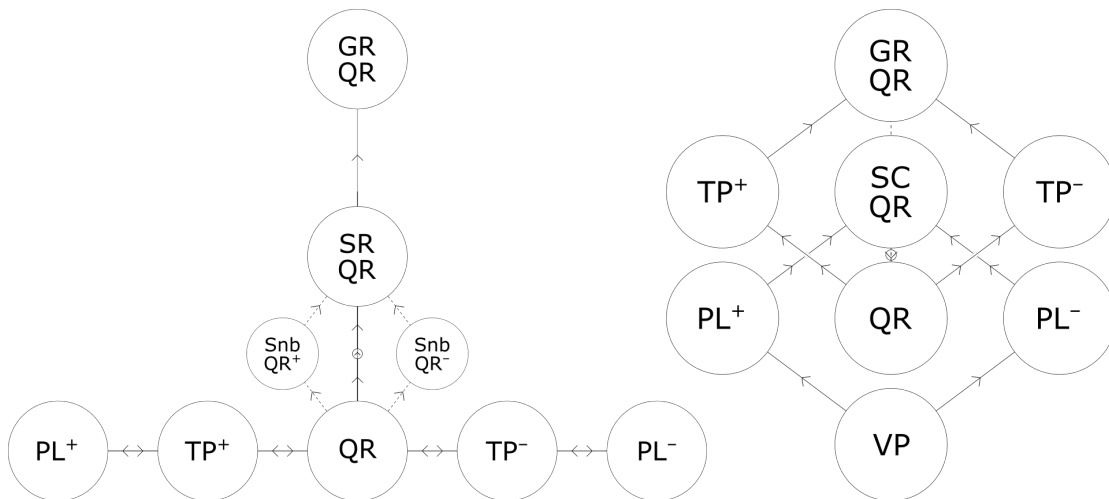 GR
QR
SR
QR
Snb
QR⁺
Snb
QR⁻
PL⁺
TP⁺
QR
TP⁻
PL⁻
GR
QR
TP⁺
SC
QR
TP⁻
PL⁺
QR
PL⁻
VP